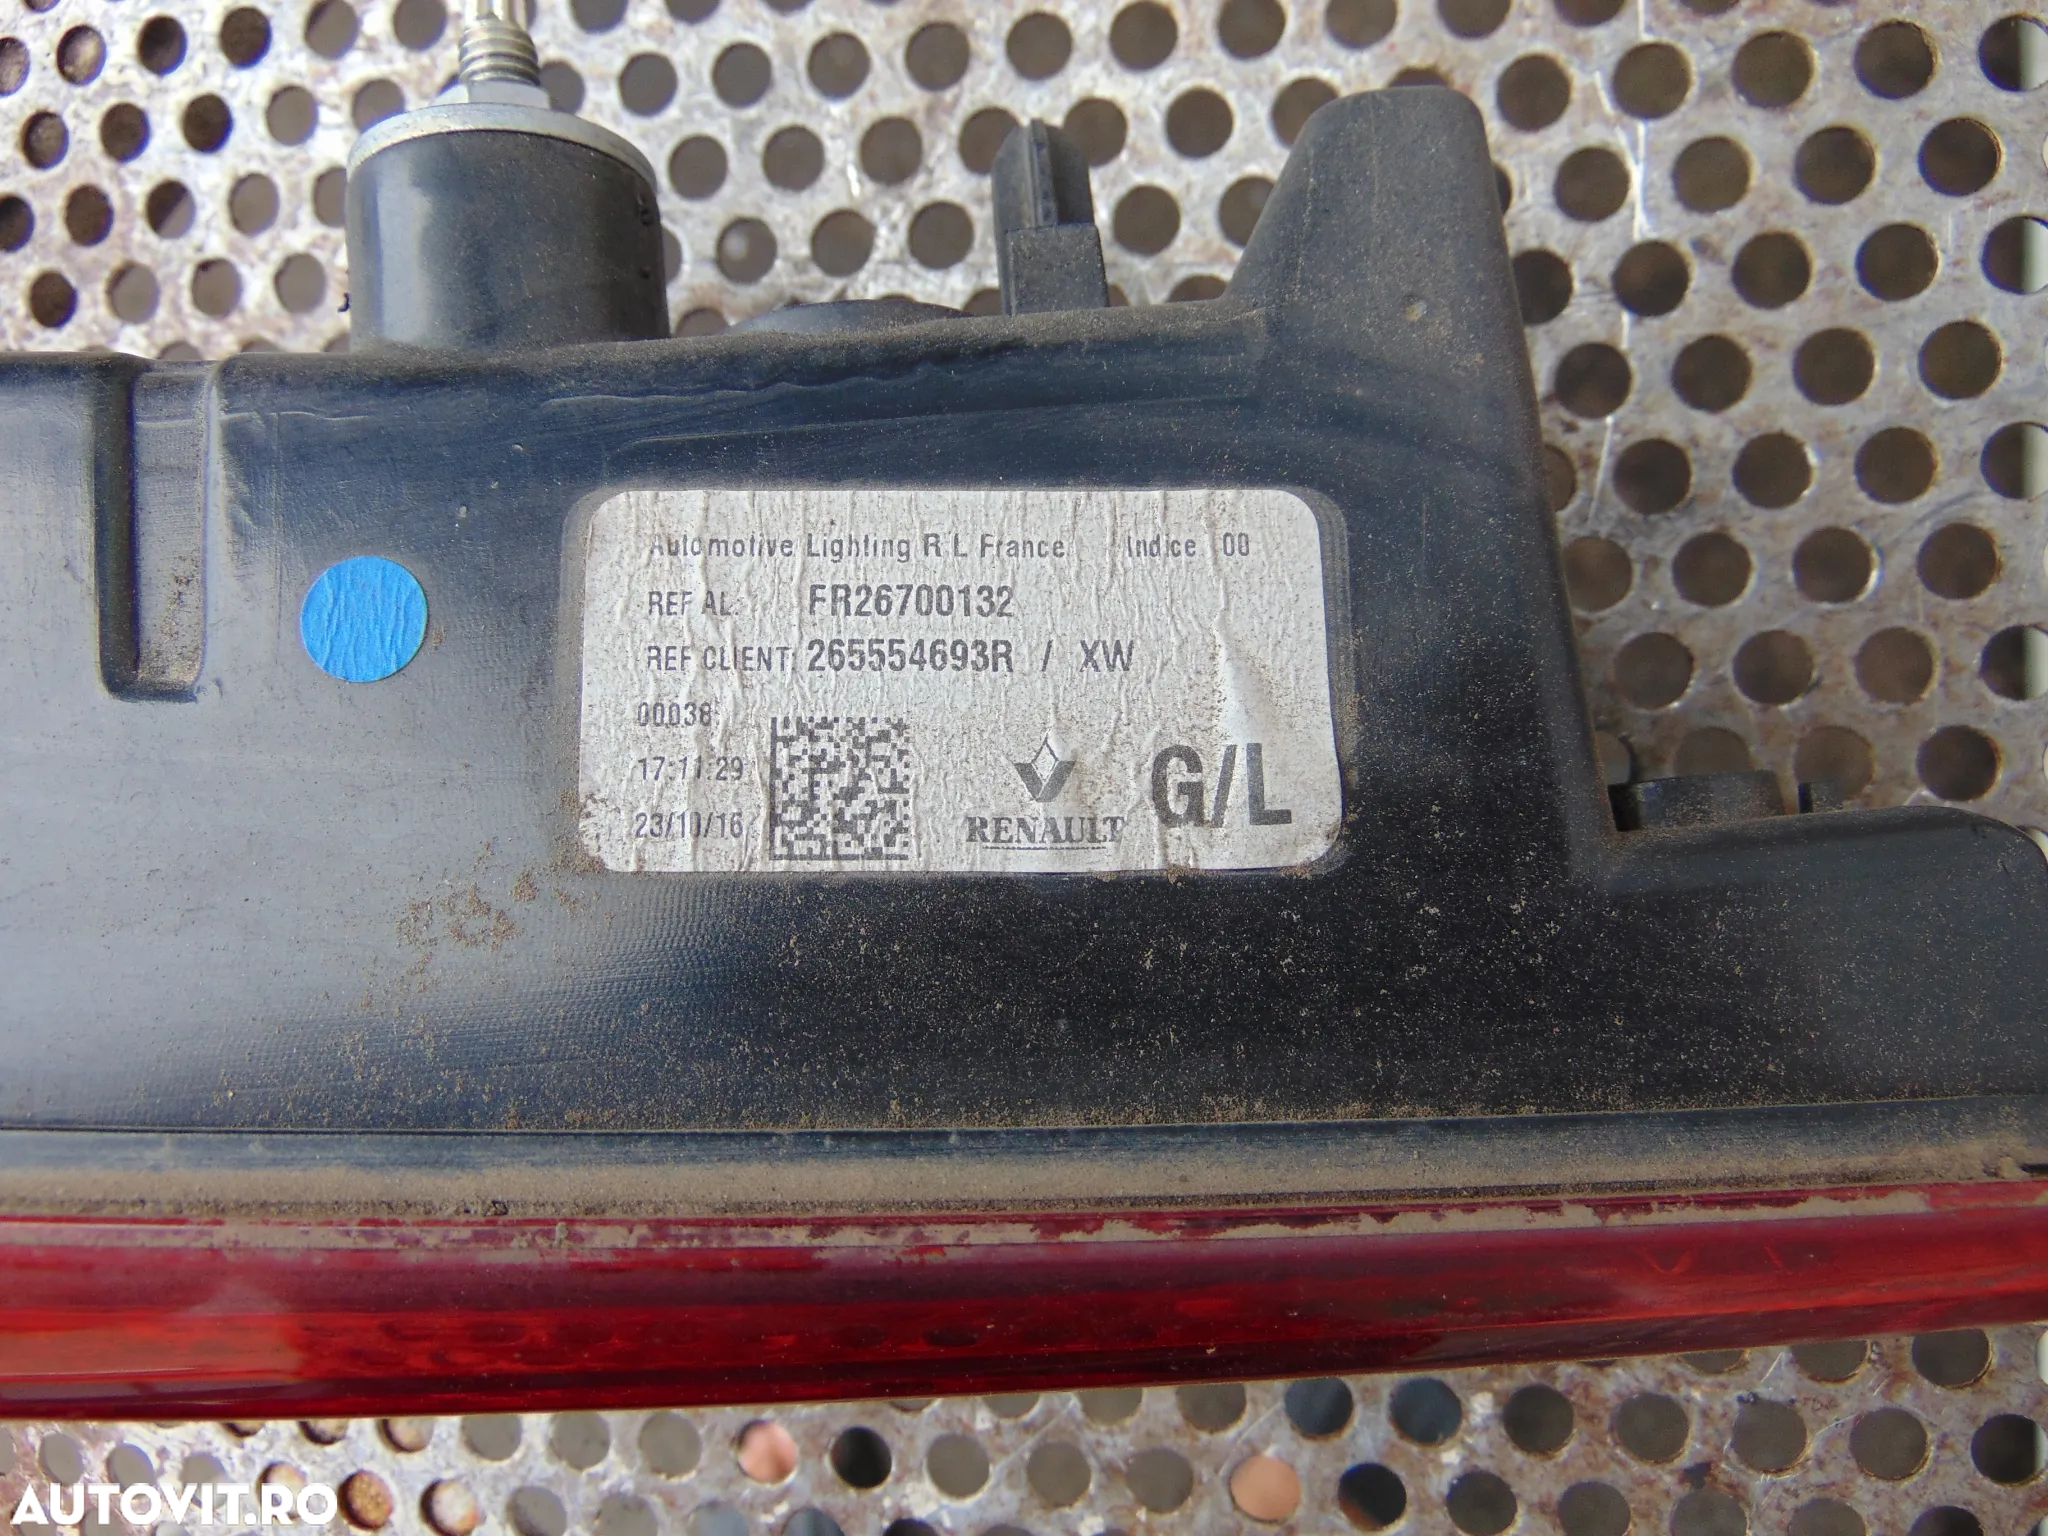 Automotive Lighting R L France Indice 00
REF AL: FR26700132
REF CLIENT: 265554693R / XW
00038
17:11:29
23/10/16
RENAULT
G/L
AUTOVIT.RO